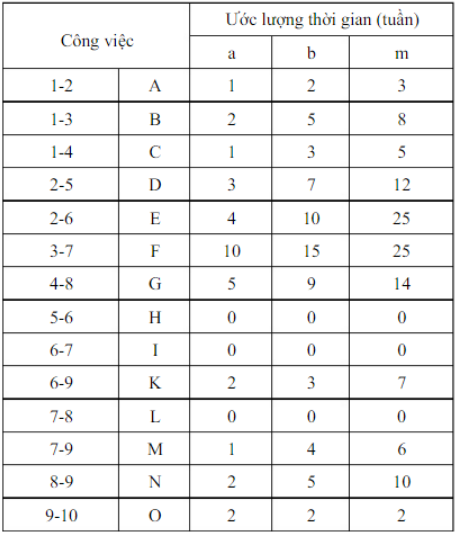 Công việc Ước lượng thời gian (tuần)
a b m
1-2 A 1 2 3
1-3 B 2 5 8
1-4 C 1 3 5
2-5 D 3 7 12
2-6 E 4 10 25
3-7 F 10 15 25
4-8 G 5 9 14
5-6 H 0 0 0
6-7 I 0 0 0
6-9 K 2 3 7
7-8 L 0 0 0
7-9 M 1 4 6
8-9 N 2 5 10
9-10 O 2 2 2